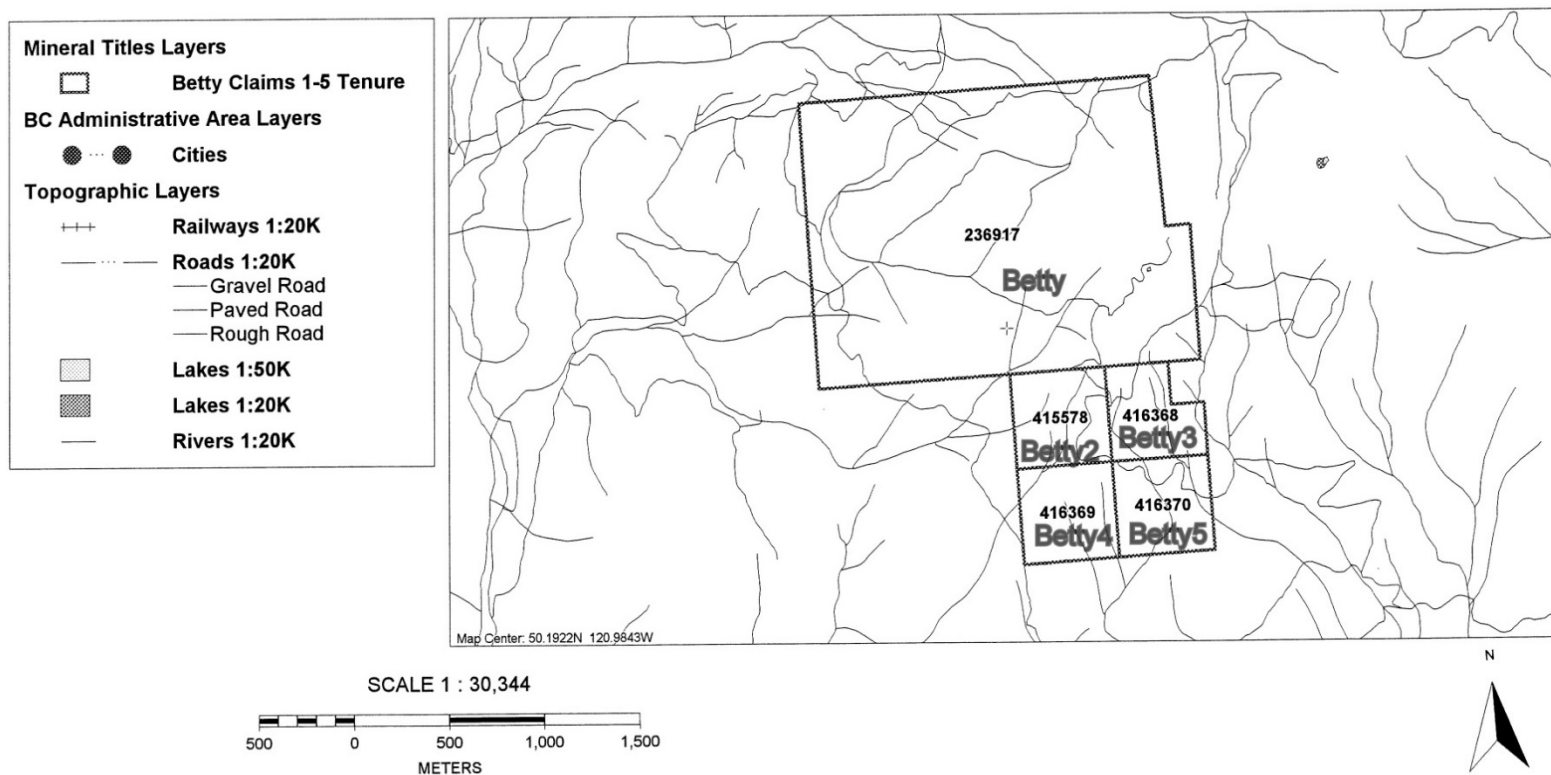 Mineral Titles Layers
Betty Claims 1-5 Tenure
BC Administrative Area Layers
Cities
Topographic Layers
Railways 1:20K
Roads 1:20K
Gravel Road
Paved Road
Rough Road
Lakes 1:50K
Lakes 1:20K
Rivers 1:20K
236917
Betty
415578
Betty2
416368
Betty3
416369
Betty4
416370
Betty5
Map Center: 50.1922N 120.9843W
SCALE 1 : 30,344
500 0 500 1,000 1,500
METERS
N